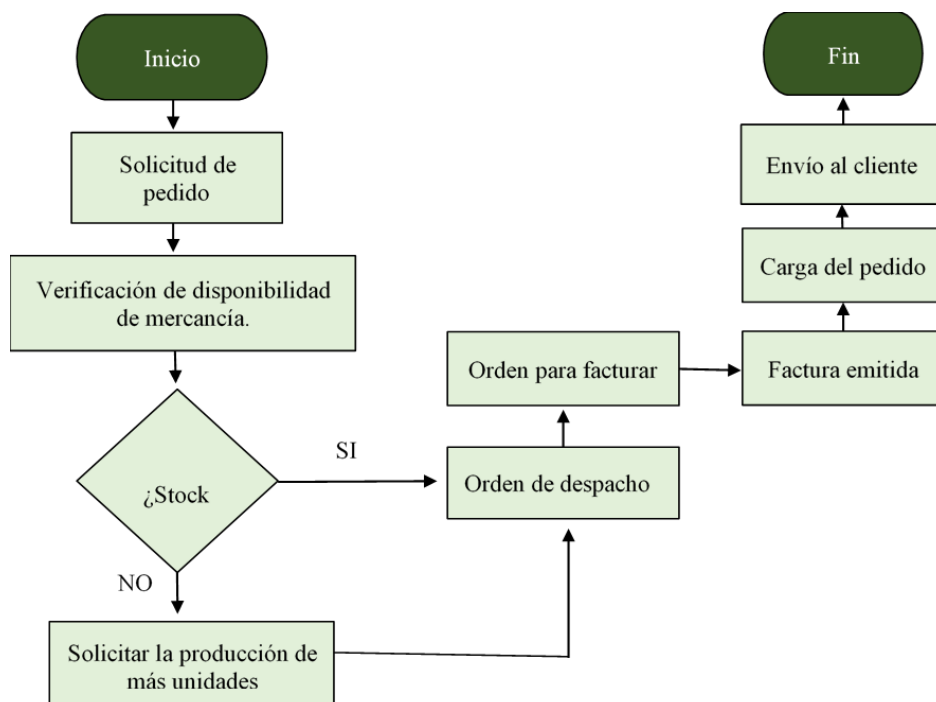 Inicio
Solicitud de
pedido
Verificación de disponibilidad
de mercancía.
¿Stock
SI
NO
Solicitar la producción de
más unidades
Orden de despacho
Orden para facturar
Factura emitida
Carga del pedido
Envío al cliente
Fin